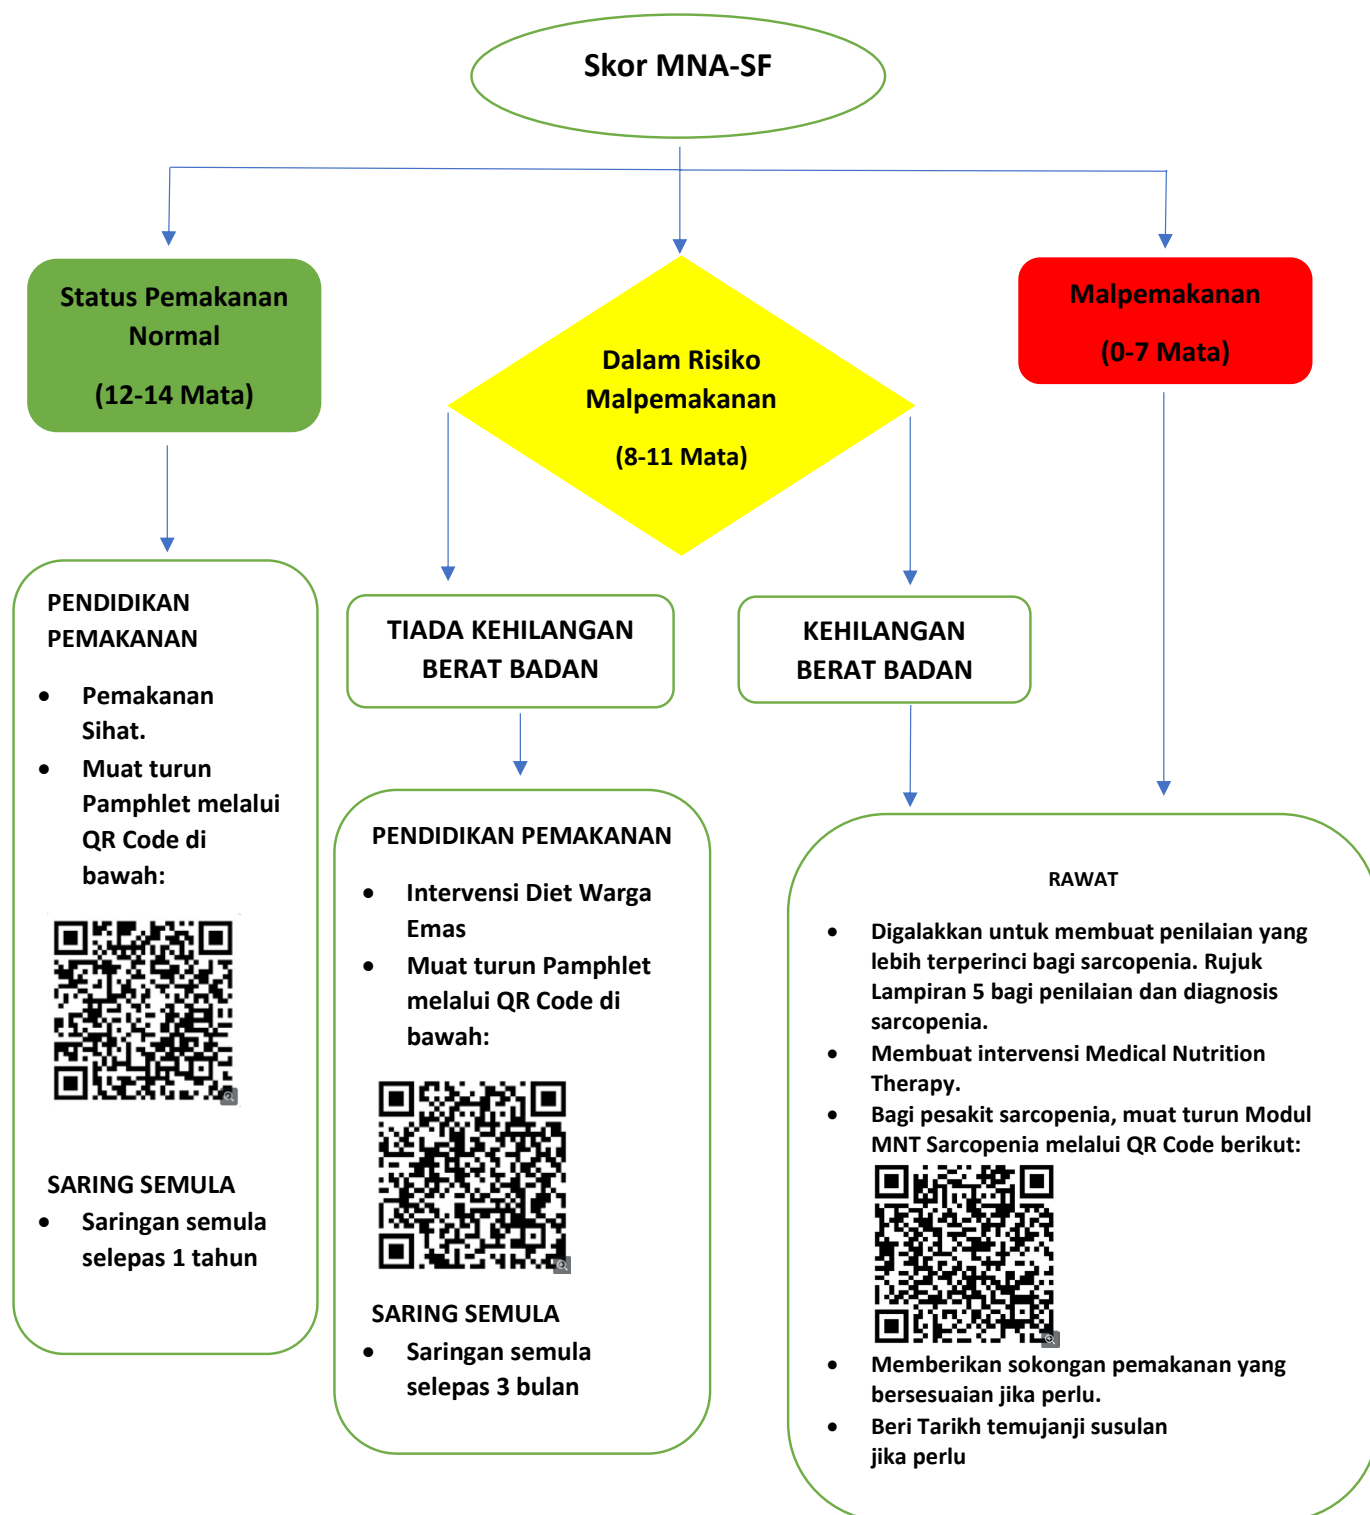 Skor MNA-SF
Status Pemakanan
Normal
(12-14 Mata)
Dalam Risiko
Malpemakanan
(8-11 Mata)
Malpemakanan
(0-7 Mata)
PENDIDIKAN
PEMAKANAN
• Pemakanan
Sihat.
• Muat turun
Pamphlet melalui
QR Code di
bawah:
SARING SEMULA
• Saringan semula
selepas 1 tahun
TIADA KEHILANGAN
BERAT BADAN
PENDIDIKAN PEMAKANAN
• Intervensi Diet Warga
Emas
• Muat turun Pamphlet
melalui QR Code di
bawah:
SARING SEMULA
• Saringan semula
selepas 3 bulan
KEHILANGAN
BERAT BADAN
RAWAT
• Digalakkan untuk membuat penilaian yang
lebih terperinci bagi sarcopenia. Rujuk
Lampiran 5 bagi penilaian dan diagnosis
sarcopenia.
• Membuat intervensi Medical Nutrition
Therapy.
• Bagi pesakit sarcopenia, muat turun Modul
MNT Sarcopenia melalui QR Code berikut:
• Memberikan sokongan pemakanan yang
bersesuaian jika perlu.
• Beri Tarikh temujanji susulan
jika perlu